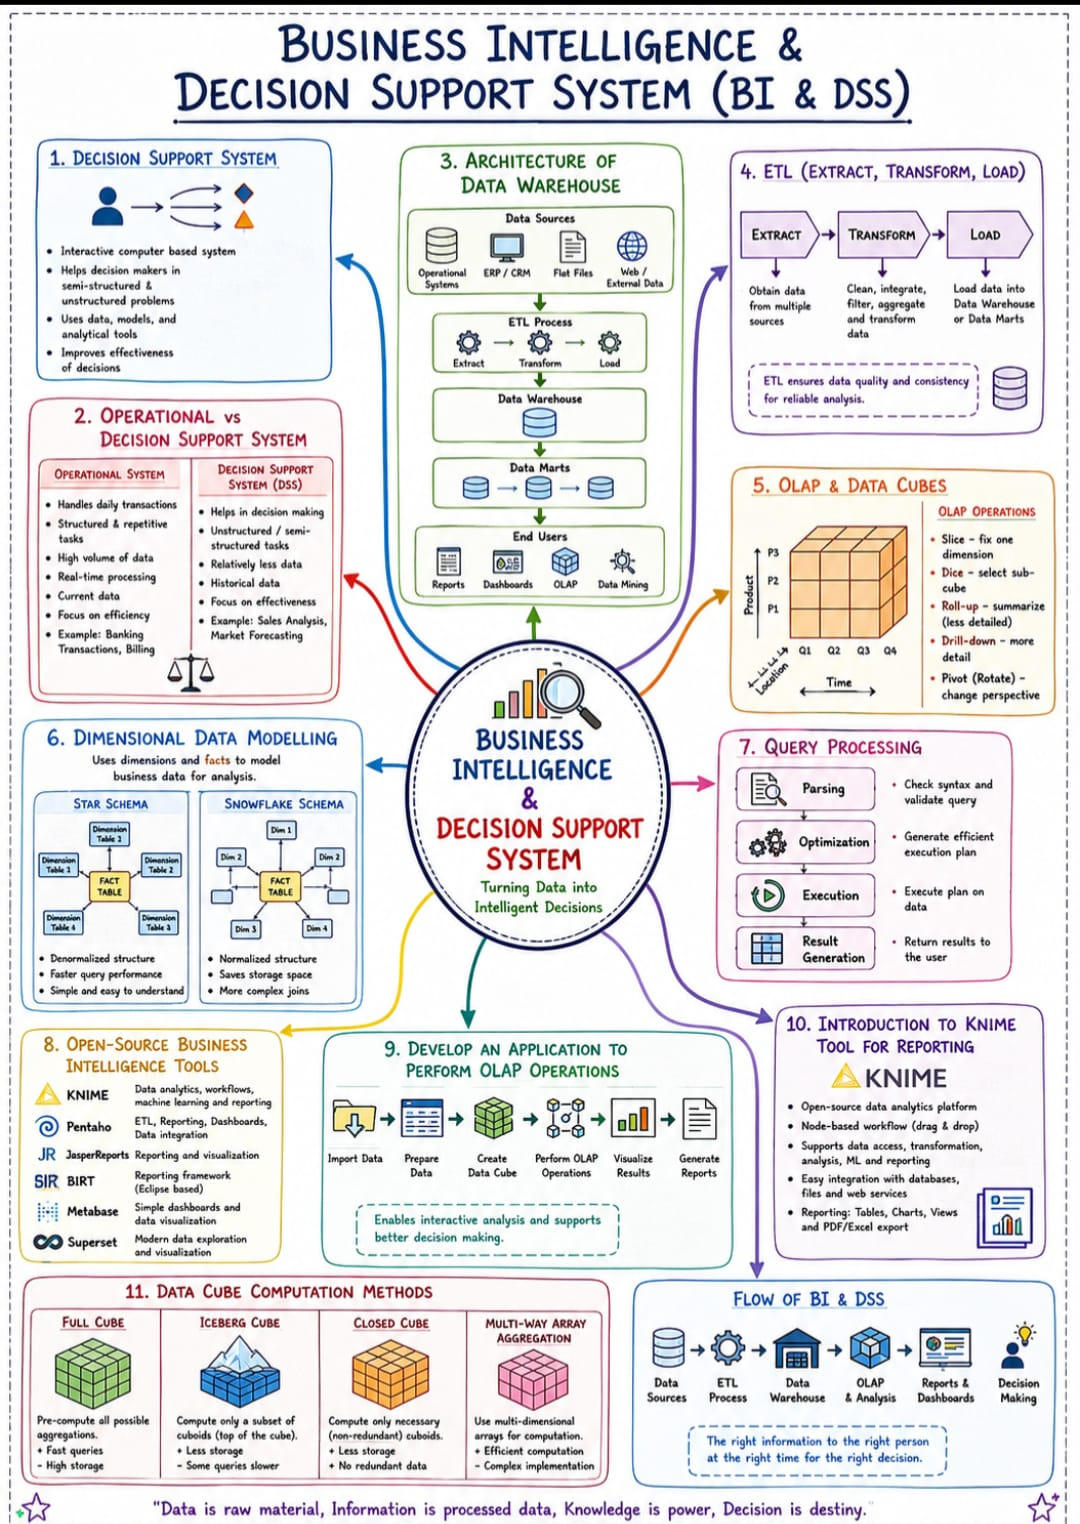 BUSINESS INTELLIGENCE &
DECISION SUPPORT SYSTEM (BI & DSS)
1. DECISION SUPPORT SYSTEM
• Interactive computer based system
• Helps decision makers in
semi-structured &
unstructured problems
• Uses data, models, and
analytical tools
• Improves effectiveness
of decisions
2. OPERATIONAL vs
DECISION SUPPORT SYSTEM
OPERATIONAL SYSTEM
• Handles daily transactions
• Structured & repetitive
tasks
• High volume of data
• Real-time processing
• Current data
• Focus on efficiency
• Example: Banking
Transactions, Billing
DECISION SUPPORT
SYSTEM (DSS)
• Helps in decision making
• Unstructured / semi-
structured tasks
• Relatively less data
• Historical data
• Focus on effectiveness
• Example: Sales Analysis,
Market Forecasting
3. ARCHITECTURE OF
DATA WAREHOUSE
Data Sources
Operational
Systems
ERP / CRM
Flat Files
Web /
External Data
ETL Process
Extract
Transform
Load
Data Warehouse
Data Marts
End Users
Reports
Dashboards
OLAP
Data Mining
4. ETL (EXTRACT, TRANSFORM, LOAD)
EXTRACT
TRANSFORM
LOAD
Obtain data
from multiple
sources
Clean, integrate,
filter, aggregate
and transform
data
Load data into
Data Warehouse
or Data Marts
ETL ensures data quality and consistency
for reliable analysis.
5. OLAP & DATA CUBES
Product
P3
P2
P1
Q1 Q2 Q3 Q4
Location
Time
OLAP OPERATIONS
• Slice – fix one
dimension
• Dice – select sub-
cube
• Roll-up – summarize
(less detailed)
• Drill-down – more
detail
• Pivot (Rotate) –
change perspective
BUSINESS
INTELLIGENCE
&
DECISION SUPPORT
SYSTEM
Turning Data into
Intelligent Decisions
6. DIMENSIONAL DATA MODELLING
Uses dimensions and facts to model
business data for analysis.
STAR SCHEMA
Dimension
Table 1
Dimension
Table 1
Dimension
Table 2
FACT
TABLE
Dimension
Table 4
Dimension
Table 3
• Denormalized structure
• Faster query performance
• Simple and easy to understand
SNOWFLAKE SCHEMA
Dim 1
Dim 2
Dim 2
FACT
TABLE
Dim 3
Dim 4
• Normalized structure
• Saves storage space
• More complex joins
7. QUERY PROCESSING
Parsing
• Check syntax and
validate query
Optimization
• Generate efficient
execution plan
Execution
• Execute plan on
data
Result
Generation
• Return results to
the user
8. OPEN-SOURCE BUSINESS
INTELLIGENCE TOOLS
KNIME
Data analytics, workflows,
machine learning and reporting
Pentaho
ETL, Reporting, Dashboards,
Data integration
JR JasperReports Reporting and visualization
SIR BIRT
Reporting framework
(Eclipse based)
Metabase
Simple dashboards and
data visualization
Superset
Modern data exploration
and visualization
9. DEVELOP AN APPLICATION TO
PERFORM OLAP OPERATIONS
Import Data
Prepare
Data
Create
Data Cube
Perform OLAP
Operations
Visualize
Results
Generate
Reports
Enables interactive analysis and supports
better decision making.
10. INTRODUCTION TO KNIME
TOOL FOR REPORTING
KNIME
• Open-source data analytics platform
• Node-based workflow (drag & drop)
• Supports data access, transformation,
analysis, ML and reporting
• Easy integration with databases,
files and web services
• Reporting: Tables, Charts, Views
and PDF/Excel export
11. DATA CUBE COMPUTATION METHODS
FULL CUBE
Pre-compute all possible
aggregations.
+ Fast queries
– High storage
ICEBERG CUBE
Compute only a subset of
cuboids (top of the cube).
+ Less storage
– Some queries slower
CLOSED CUBE
Compute only necessary
(non-redundant) cuboids.
+ Less storage
+ No redundant data
MULTI-WAY ARRAY
AGGREGATION
Use multi-dimensional
arrays for computation.
+ Efficient computation
– Complex implementation
FLOW OF BI & DSS
Data
Sources
ETL
Process
Data
Warehouse
OLAP
& Analysis
Reports &
Dashboards
Decision
Making
The right information to the right person
at the right time for the right decision.
"Data is raw material, Information is processed data, Knowledge is power, Decision is destiny."